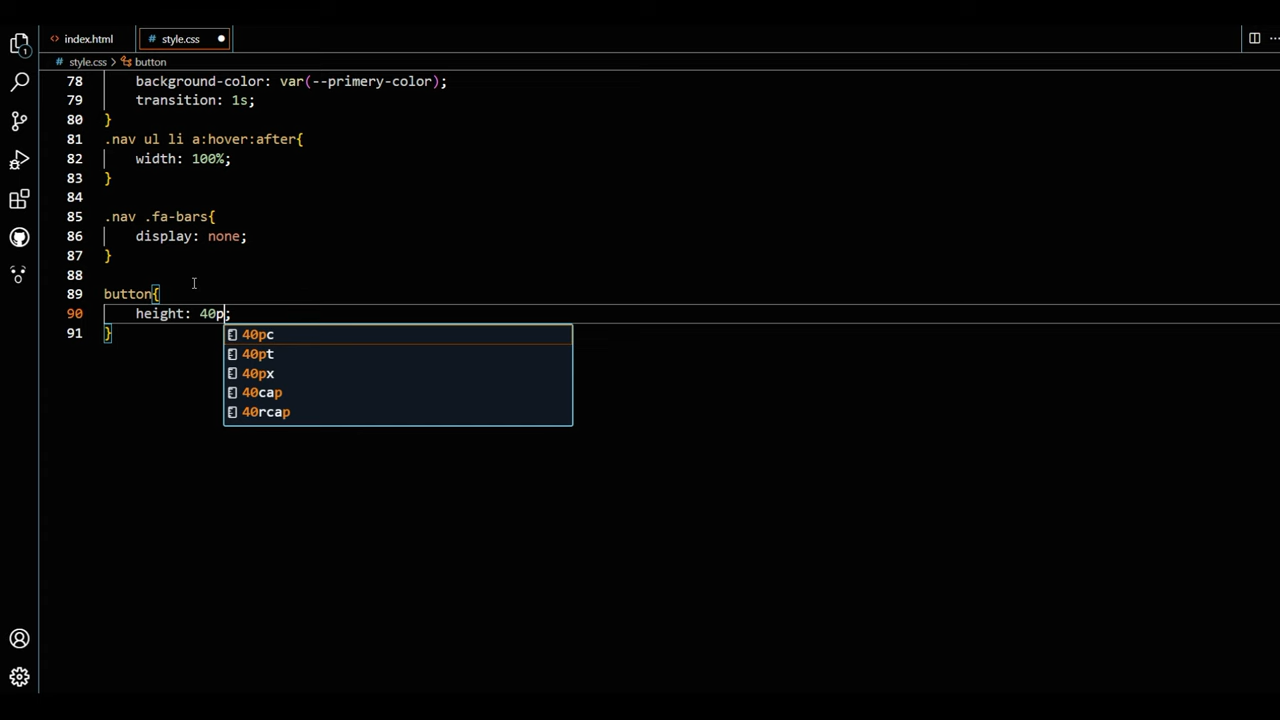 index.html
# style.css
1
# style.css > button
78 background-color: var(--primery-color);
79 transition: 1s;
80 }
81 .nav ul li a:hover:after{
82 width: 100%;
83 }
84
85 .nav .fa-bars{
86 display: none;
87 }
88
89 button{
90 height: 40p;
91 }
40pc
40pt
40px
40cap
40rcap